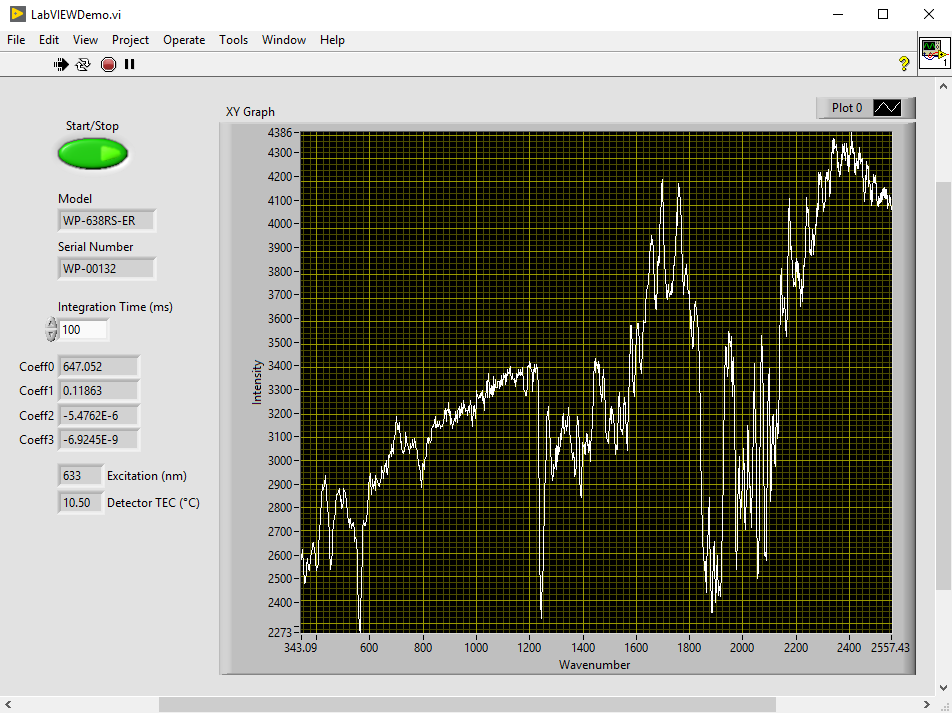 LabVIEWDemo.vi
File Edit View Project Operate Tools Window Help
?
1
Start/Stop
Model
WP-638RS-ER
Serial Number
WP-00132
Integration Time (ms)
100
Coeff0 647.052
Coeff1 0.11863
Coeff2 -5.4762E-6
Coeff3 -6.9245E-9
633 Excitation (nm)
10.50 Detector TEC (°C)
XY Graph
Plot 0
Intensity
4386
4300
4200
4100
4000
3900
3800
3700
3600
3500
3400
3300
3200
3100
3000
2900
2800
2700
2600
2500
2400
2273
343.09 600 800 1000 1200 1400 1600 1800 2000 2200 2400 2557.43
Wavenumber